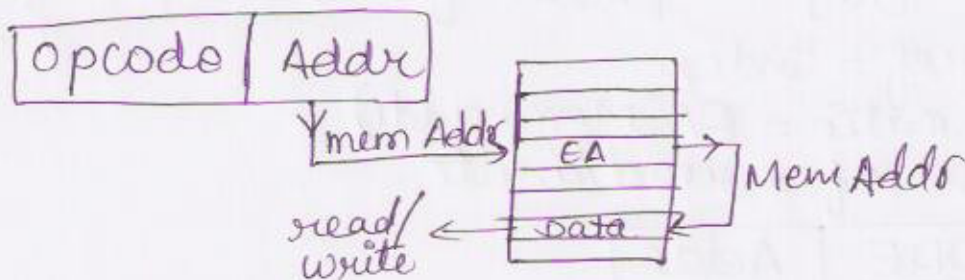 Opcode Addr
mem Addr
EA
Mem Addr
read/
write
DATA